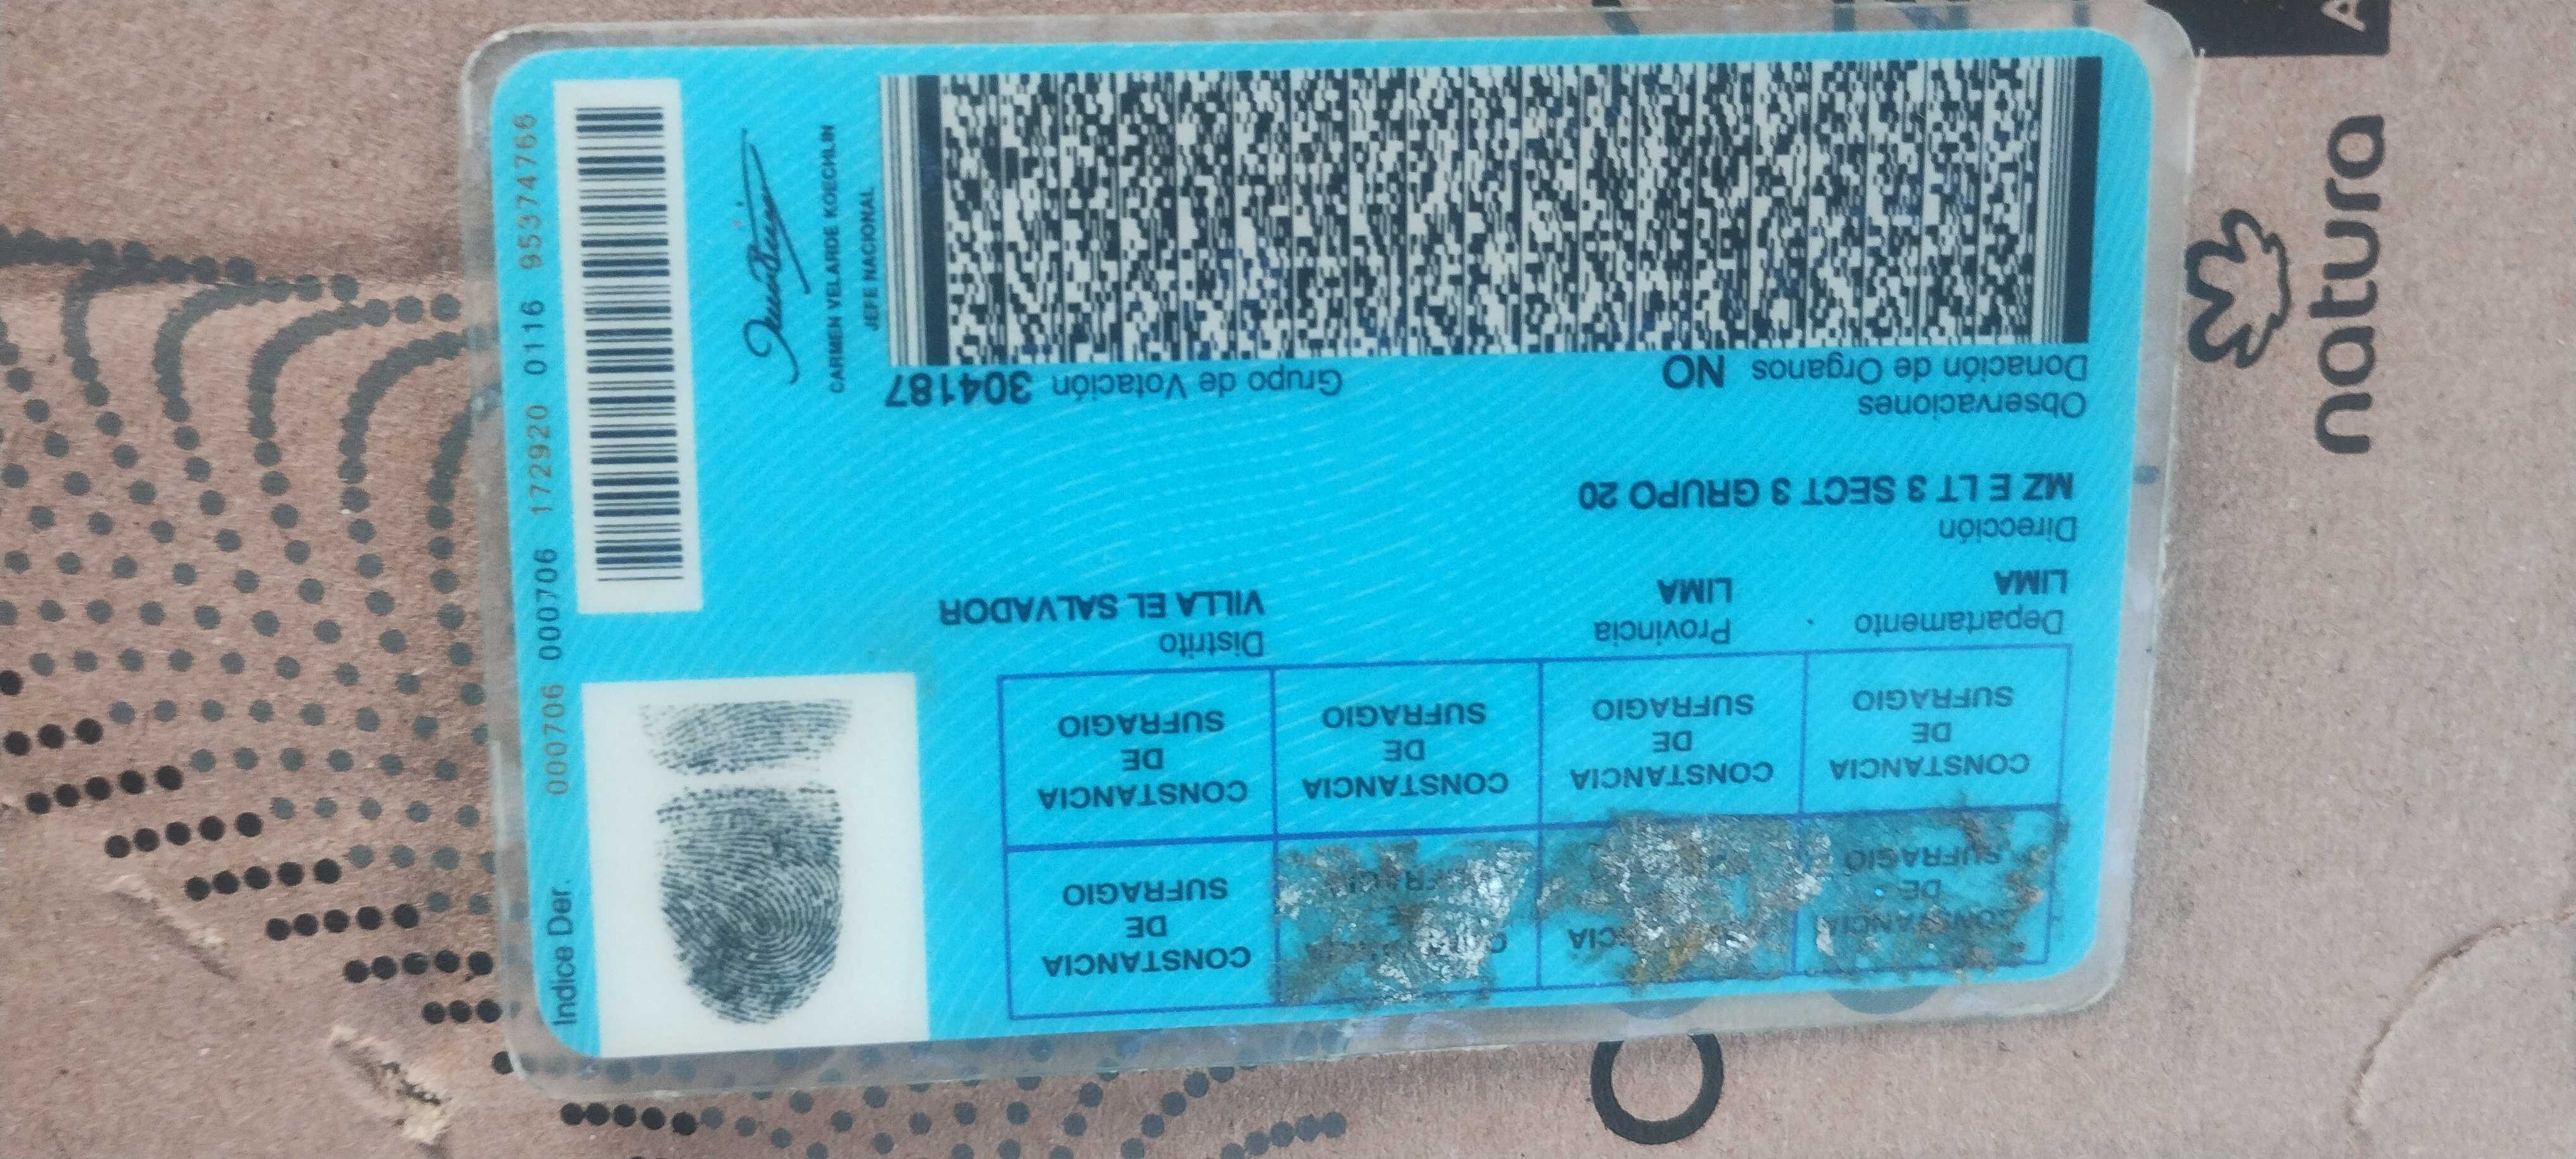 CONSTANCIA
DE
SUFRAGIO
CONSTANCIA
DE
SUFRAGIO
CONSTANCIA
DE
SUFRAGIO
CONSTANCIA
DE
SUFRAGIO
CONSTANCIA
DE
SUFRAGIO
CONSTANCIA
DE
SUFRAGIO
Departamento
LIMA
Provincia
LIMA
Distrito
VILLA EL SALVADOR
Dirección
MZ E LT 3 SECT 3 GRUPO 20
Observaciones
Donación de Organos NO
Grupo de Votación 304187
Indice Der. 000706 000706 172920 0116 95374766
CARMEN VELARDE KOECHLIN
JEFE NACIONAL
natura